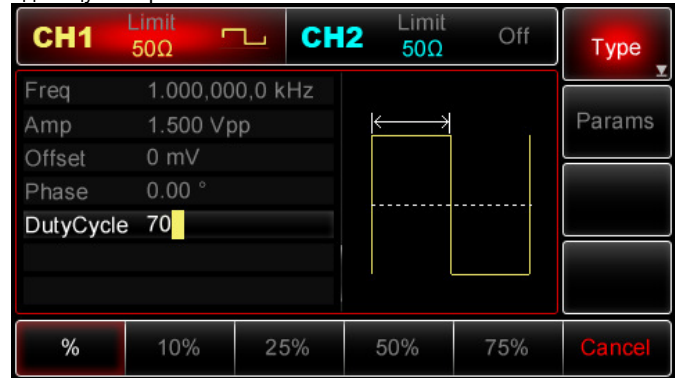 CH1 Limit 50Ω CH2 Limit 50Ω Off
Type
Freq 1.000,000,0 kHz
Amp 1.500 Vpp
Offset 0 mV
Phase 0.00 °
DutyCycle 70
Params
% 10% 25% 50% 75% Cancel